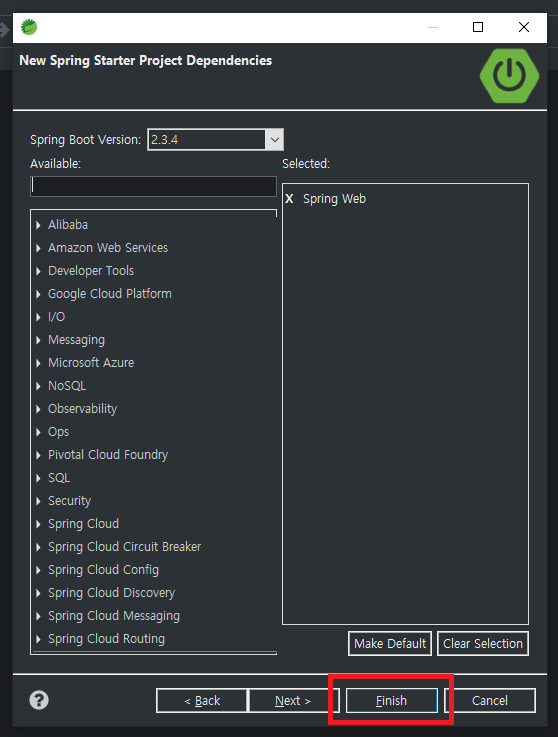 New Spring Starter Project Dependencies
Spring Boot Version: 2.3.4
Available:
Selected:
X Spring Web
Alibaba
Amazon Web Services
Developer Tools
Google Cloud Platform
I/O
Messaging
Microsoft Azure
NoSQL
Observability
Ops
Pivotal Cloud Foundry
SQL
Security
Spring Cloud
Spring Cloud Circuit Breaker
Spring Cloud Config
Spring Cloud Discovery
Spring Cloud Messaging
Spring Cloud Routing
Make Default Clear Selection
? < Back Next > Finish Cancel